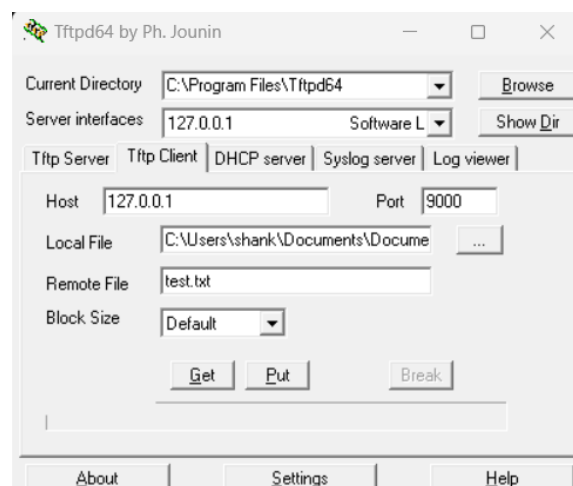 Tftpd64 by Ph. Jounin
Current Directory C:\Program Files\Tftpd64 Browse
Server interfaces 127.0.0.1 Software L Show Dir
Tftp Server Tftp Client DHCP server Syslog server Log viewer
Host 127.0.0.1 Port 9000
Local File C:\Users\shank\Documents\Docume ...
Remote File test.txt
Block Size Default
Get Put Break
About Settings Help